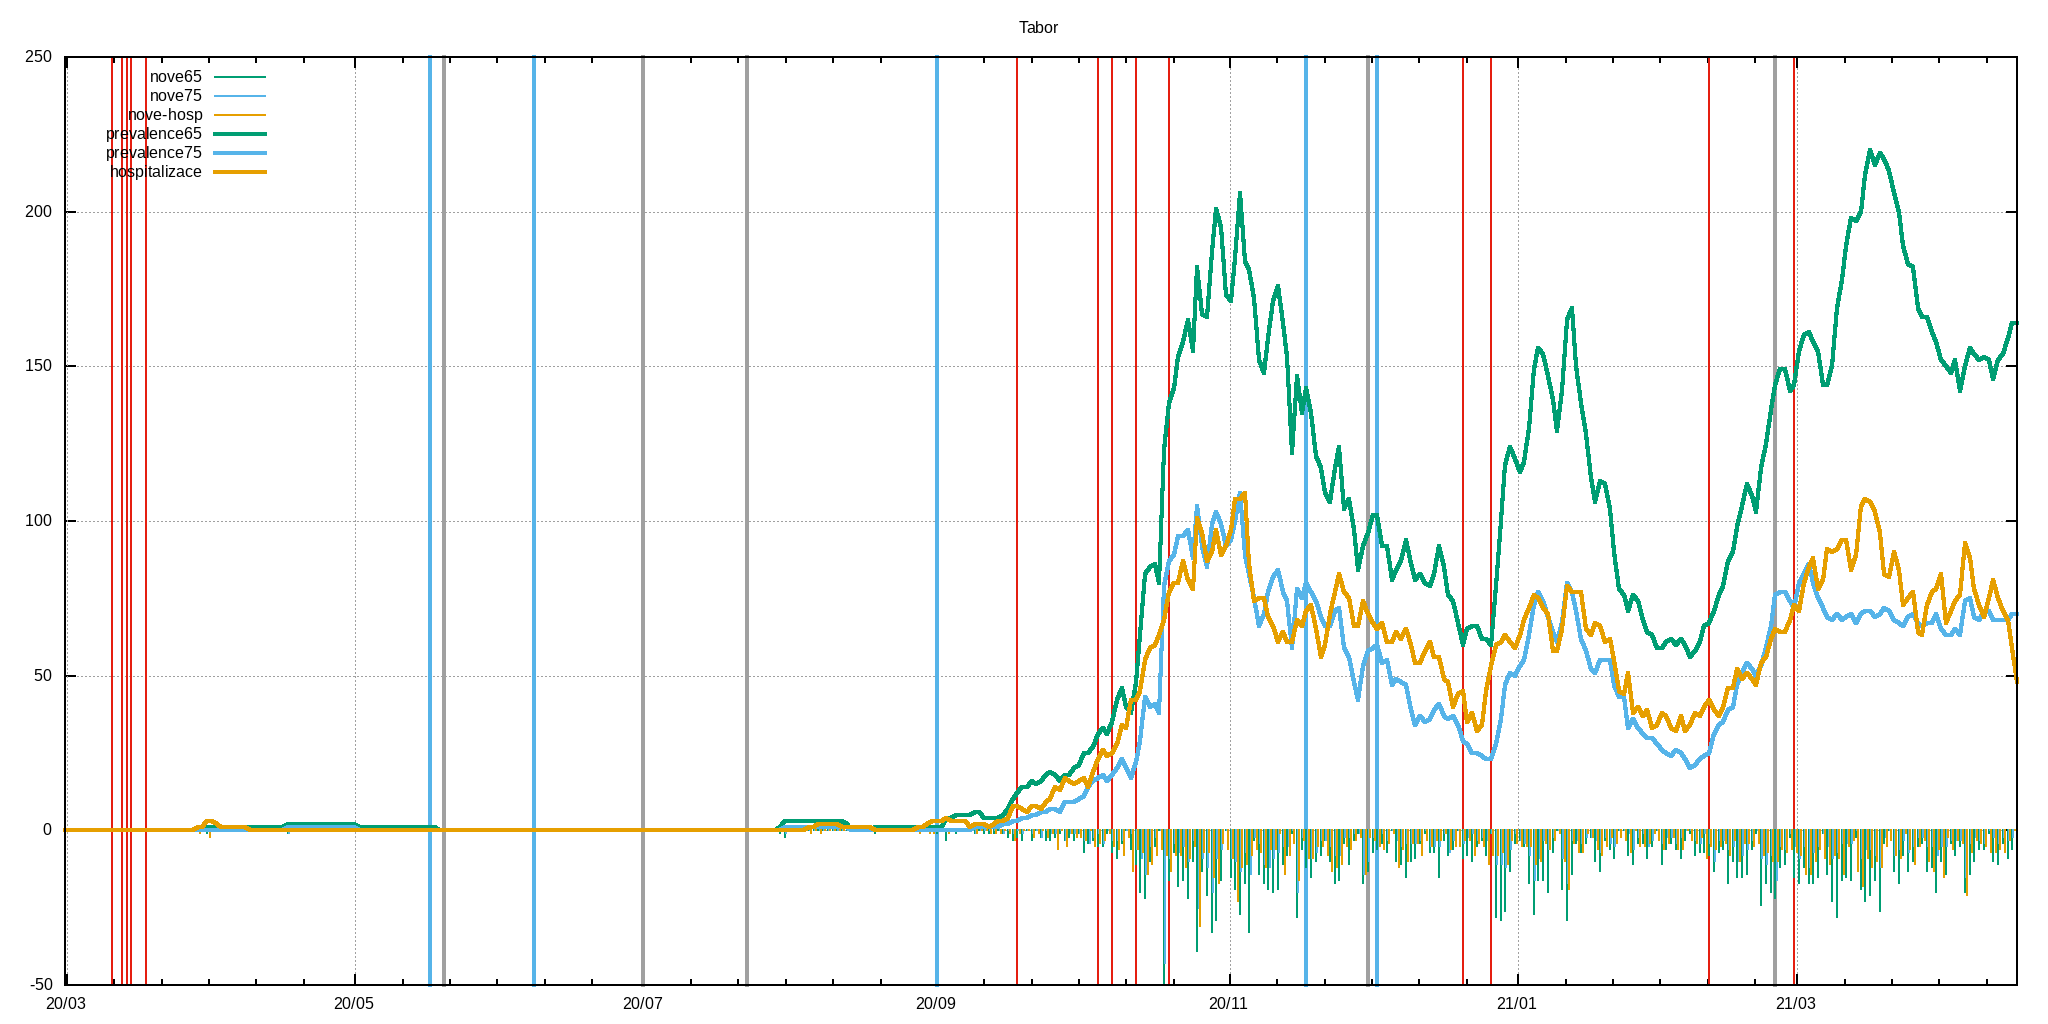 Tabor
250
200
150
100
50
0
-50
nove65
nove75
nove-hosp
prevalence65
prevalence75
hospitalizace
20/03 20/05 20/07 20/09 20/11 21/01 21/03